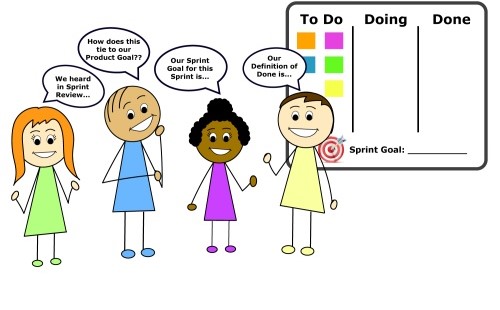 To Do
Doing
Done
How does this
tie to our
Product Goal??
We heard
in Sprint
Review...
Our Sprint
Goal for this
Sprint is...
Our
Definition of
Done is...
Sprint Goal: ___________